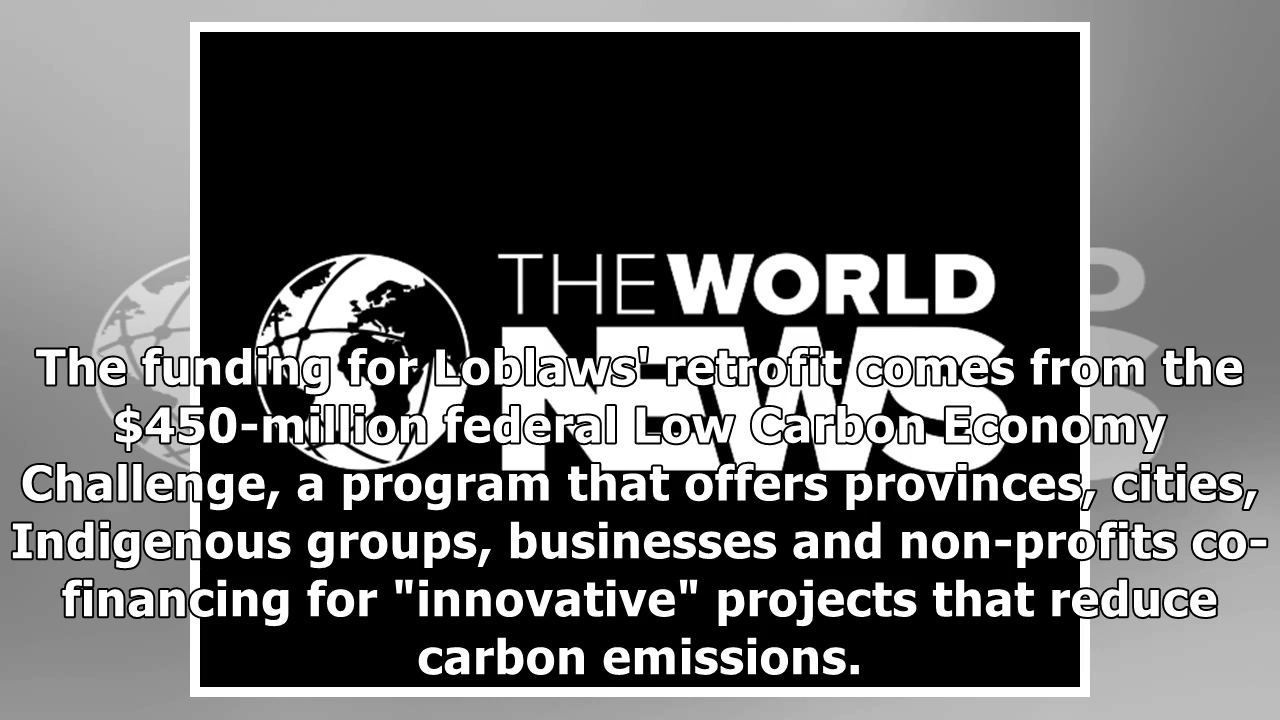 THE WORLD
NEWS
The funding for Loblaws' retrofit comes from the
$450-million federal Low Carbon Economy
Challenge, a program that offers provinces, cities,
Indigenous groups, businesses and non-profits co-
financing for "innovative" projects that reduce
carbon emissions.